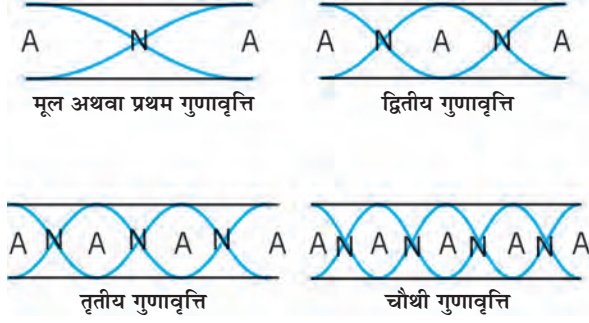 A N A
A N A N A
मूल अथवा प्रथम गुणावृत्ति
द्वितीय गुणावृत्ति
A N A N A N A
A N A N A N A N A
तृतीय गुणावृत्ति
चौथी गुणावृत्ति